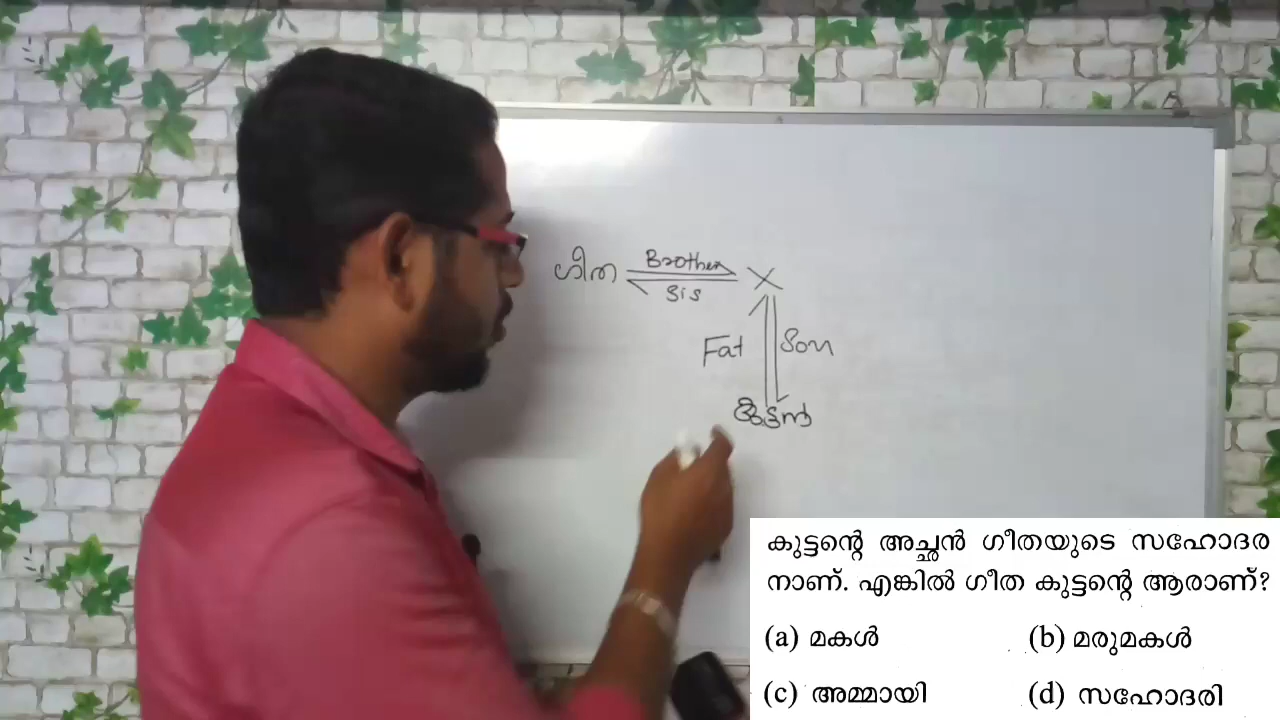 ഗീത Brother X
Sis
Fat Son
കുട്ടൻ
കുട്ടന്റെ അച്ഛൻ ഗീതയുടെ സഹോദര
നാണ്. എങ്കിൽ ഗീത കുട്ടന്റെ ആരാണ്?
(a) മകൾ (b) മരുമകൾ
(c) അമ്മായി (d) സഹോദരി